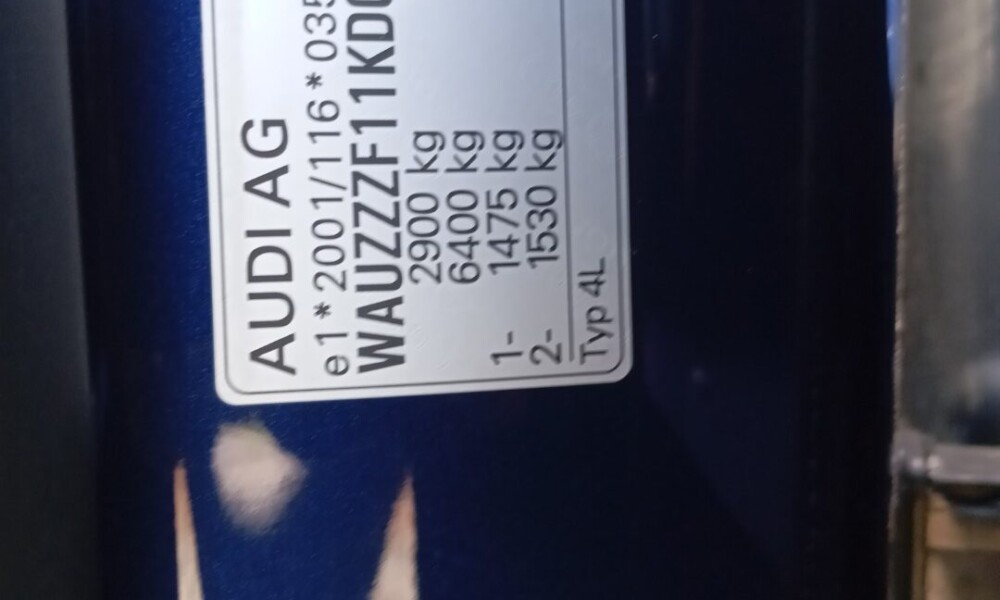 AUDI AG
e1*2001/116*035
WAUZZZF11KD0
2900 kg
6400 kg
1- 1475 kg
2- 1530 kg
Typ 4L